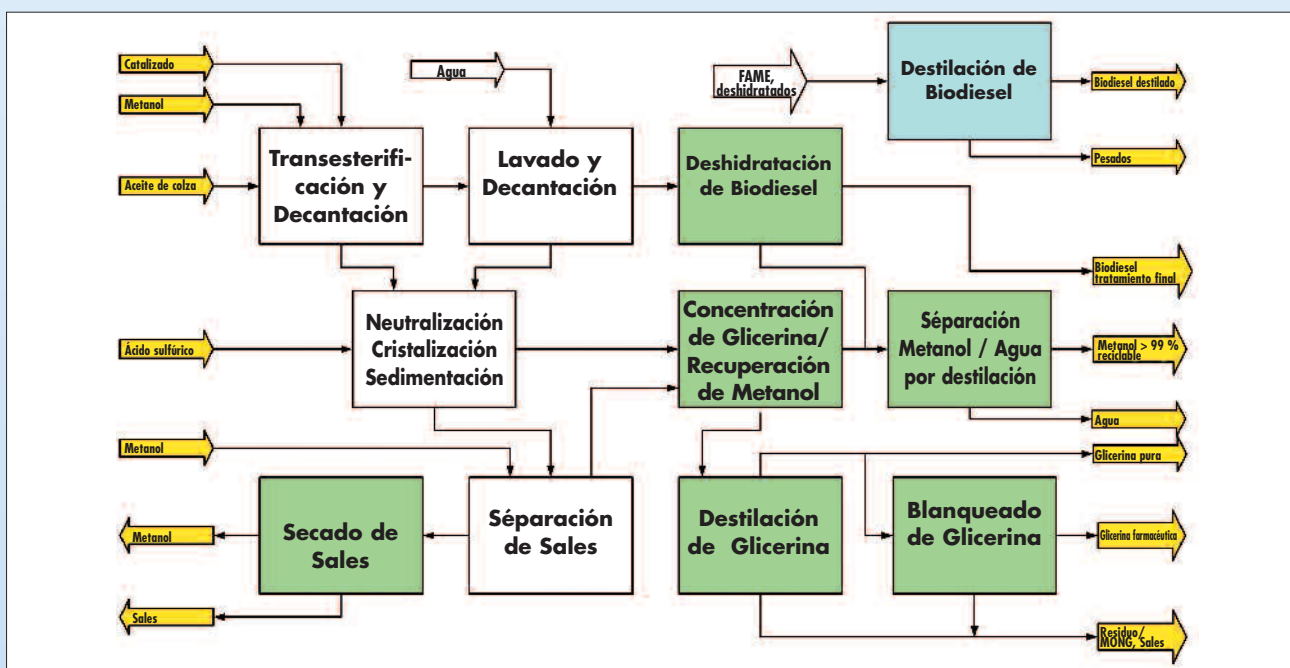 Catalizado
Metanol
Aceite de colza
Agua
FAME,
deshidratados
Destilación de
Biodiesel
Biodiesel destilado
Pesados
Transesterifi-
cación y
Decantación
Lavado y
Decantación
Deshidratación
de Biodiesel
Biodiesel
tratamiento final
Ácido sulfúrico
Neutralización
Cristalización
Sedimentación
Concentración
de Glicerina/
Recuperación
de Metanol
Séparación
Metanol / Agua
por destilación
Metanol > 99 %
reciclable
Agua
Metanol
Glicerina pura
Metanol
Secado de
Sales
Séparación
de Sales
Destilación
de Glicerina
Blanqueado
de Glicerina
Glicerina farmacéutica
Sales
Residuo/
MONG, Sales